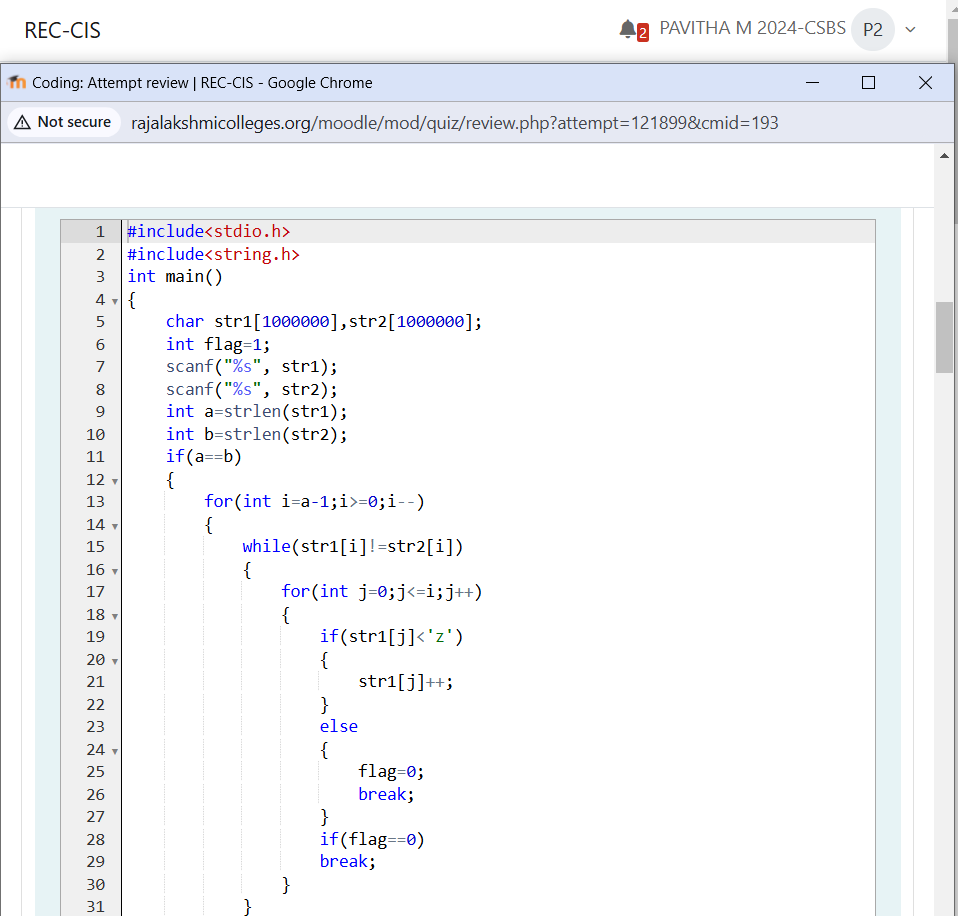 REC-CIS
2 PAVITHA M 2024-CSBS P2
Coding: Attempt review | REC-CIS - Google Chrome
Not secure rajalakshmicolleges.org/moodle/mod/quiz/review.php?attempt=121899&cmid=193
1 #include<stdio.h>
2 #include<string.h>
3 int main()
4 {
5     char str1[1000000],str2[1000000];
6     int flag=1;
7     scanf("%s", str1);
8     scanf("%s", str2);
9     int a=strlen(str1);
10     int b=strlen(str2);
11     if(a==b)
12     {
13         for(int i=a-1;i>=0;i--)
14         {
15             while(str1[i]!=str2[i])
16             {
17                 for(int j=0;j<=i;j++)
18                 {
19                     if(str1[j]<'z')
20                     {
21                         str1[j]++;
22                     }
23                     else
24                     {
25                         flag=0;
26                         break;
27                     }
28                     if(flag==0)
29                     break;
30                 }
31             }